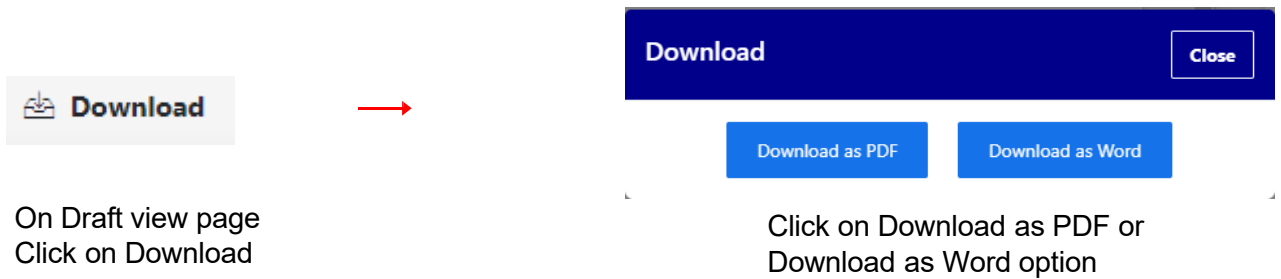 Download
On Draft view page
Click on Download
Download
Close
Download as PDF
Download as Word
Click on Download as PDF or
Download as Word option